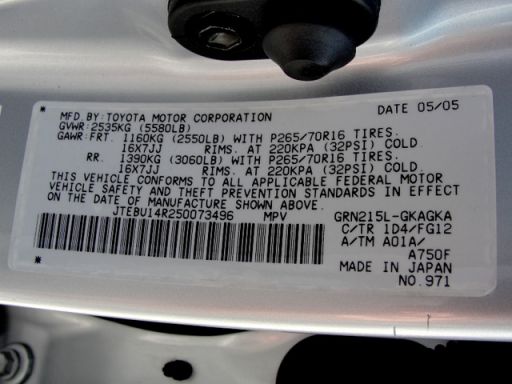 MFD. BY: TOYOTA MOTOR CORPORATION DATE 05/05
GVWR: 2535KG (5580LB)
GAWR: FRT. 1160KG (2550LB) WITH P265/70R16 TIRES.
16X7JJ RIMS. AT 220KPA (32PSI) COLD.
RR. 1390KG (3060LB) WITH P265/70R16 TIRES.
16X7JJ RIMS. AT 220KPA (32PSI) COLD.
THIS VEHICLE CONFORMS TO ALL APPLICABLE FEDERAL MOTOR
VEHICLE SAFETY AND THEFT PREVENTION STANDARDS IN EFFECT
ON THE DATE OF MANUFACTURE SHOWN ABOVE.
JTEBU14R250073496 MPV GRN215L-GKAGKA
C/TR 1D4/FG12
A/TM A01A/
A750F
MADE IN JAPAN
NO.971